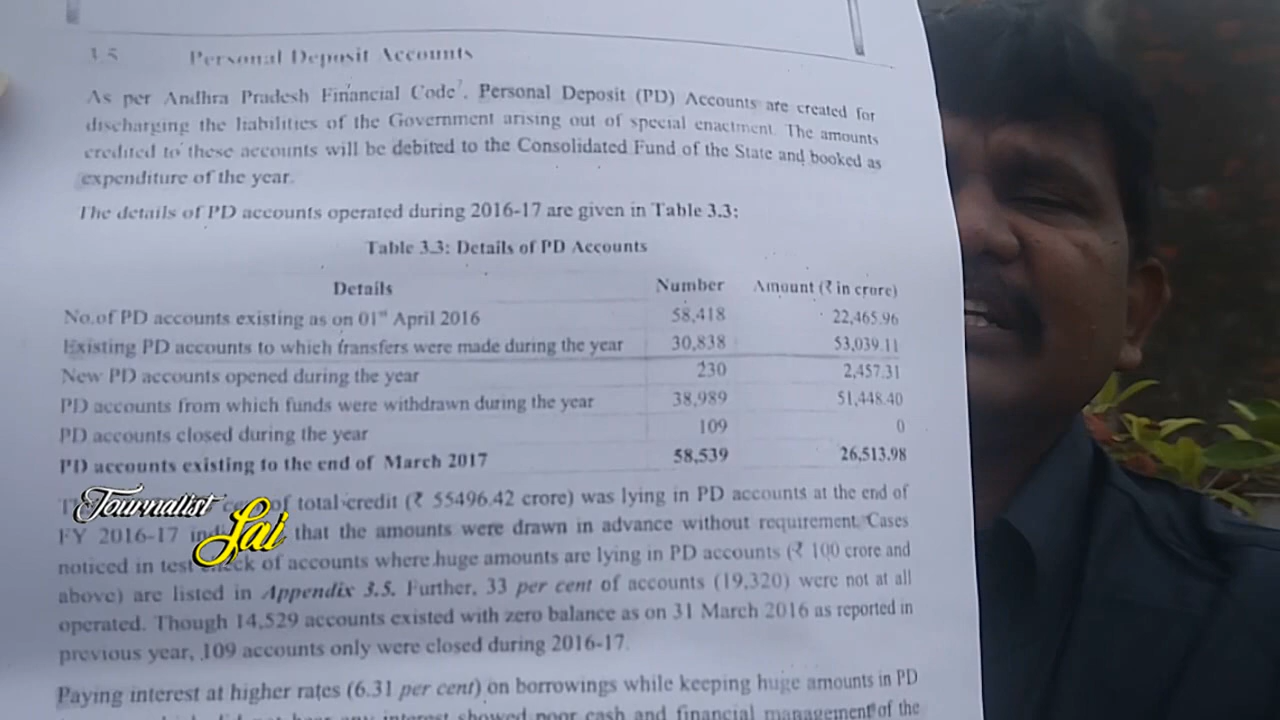 3.5 Personal Deposit Accounts
As per Andhra Pradesh Financial Code7, Personal Deposit (PD) Accounts are created for
discharging the liabilities of the Government arising out of special enactment. The amounts
credited to these accounts will be debited to the Consolidated Fund of the State and booked as
expenditure of the year.
The details of PD accounts operated during 2016-17 are given in Table 3.3:
Table 3.3: Details of PD Accounts
Details Number Amount (₹ in crore)
No.of PD accounts existing as on 01st April 2016 58,418 22,465.96
Existing PD accounts to which transfers were made during the year 30,838 53,039.11
New PD accounts opened during the year 230 2,457.31
PD accounts from which funds were withdrawn during the year 38,989 51,448.40
PD accounts closed during the year 109 0
PD accounts existing to the end of March 2017 58,539 26,513.98
of total credit (₹ 55496.42 crore) was lying in PD accounts at the end of
FY 2016-17 that the amounts were drawn in advance without requirement. Cases
noticed in test check of accounts where huge amounts are lying in PD accounts (₹ 100 crore and
above) are listed in Appendix 3.5. Further, 33 per cent of accounts (19,320) were not at all
operated. Though 14,529 accounts existed with zero balance as on 31 March 2016 as reported in
previous year, 109 accounts only were closed during 2016-17.
Paying interest at higher rates (6.31 per cent) on borrowings while keeping huge amounts in PD
interest showed poor cash and financial management of the
Journalist
Sai